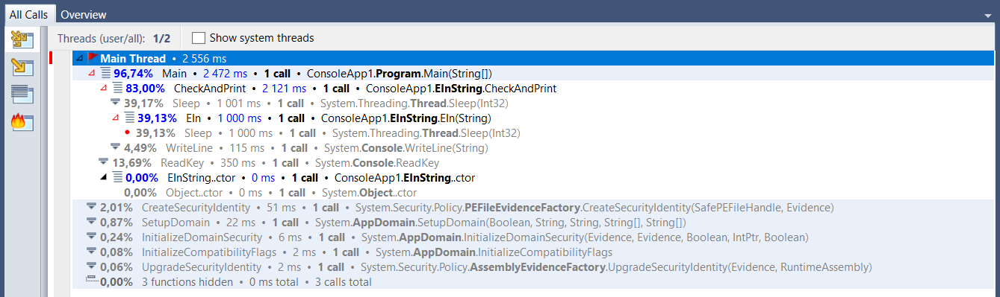 All Calls Overview
Threads (user/all): 1/2 Show system threads
Main Thread • 2 556 ms
96,74% Main • 2 472 ms • 1 call • ConsoleApp1.Program.Main(String[])
83,00% CheckAndPrint • 2 121 ms • 1 call • ConsoleApp1.EInString.CheckAndPrint
39,17% Sleep • 1 001 ms • 1 call • System.Threading.Thread.Sleep(Int32)
39,13% EIn • 1 000 ms • 1 call • ConsoleApp1.EInString.EIn(String)
39,13% Sleep • 1 000 ms • 1 call • System.Threading.Thread.Sleep(Int32)
4,49% WriteLine • 115 ms • 1 call • System.Console.WriteLine(String)
13,69% ReadKey • 350 ms • 1 call • System.Console.ReadKey
0,00% EInString..ctor • 0 ms • 1 call • ConsoleApp1.EInString..ctor
0,00% Object..ctor • 0 ms • 1 call • System.Object..ctor
2,01% CreateSecurityIdentity • 51 ms • 1 call • System.Security.Policy.PEFileEvidenceFactory.CreateSecurityIdentity(SafePEFileHandle, Evidence)
0,87% SetupDomain • 22 ms • 1 call • System.AppDomain.SetupDomain(Boolean, String, String, String[], String[])
0,24% InitializeDomainSecurity • 6 ms • 1 call • System.AppDomain.InitializeDomainSecurity(Evidence, Evidence, Boolean, IntPtr, Boolean)
0,08% InitializeCompatibilityFlags • 2 ms • 1 call • System.AppDomain.InitializeCompatibilityFlags
0,06% UpgradeSecurityIdentity • 2 ms • 1 call • System.Security.Policy.AssemblyEvidenceFactory.UpgradeSecurityIdentity(Evidence, RuntimeAssembly)
0,00% 3 functions hidden • 0 ms total • 3 calls total